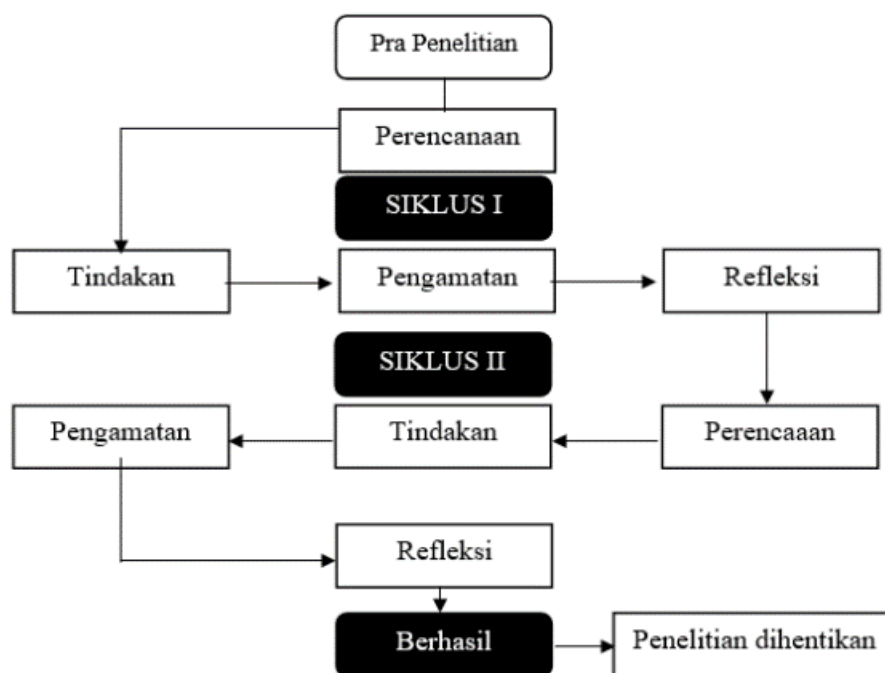 Pra Penelitian
Perencanaan
SIKLUS I
Tindakan
Pengamatan
Refleksi
SIKLUS II
Pengamatan
Tindakan
Perencaaan
Refleksi
Berhasil
Penelitian dihentikan